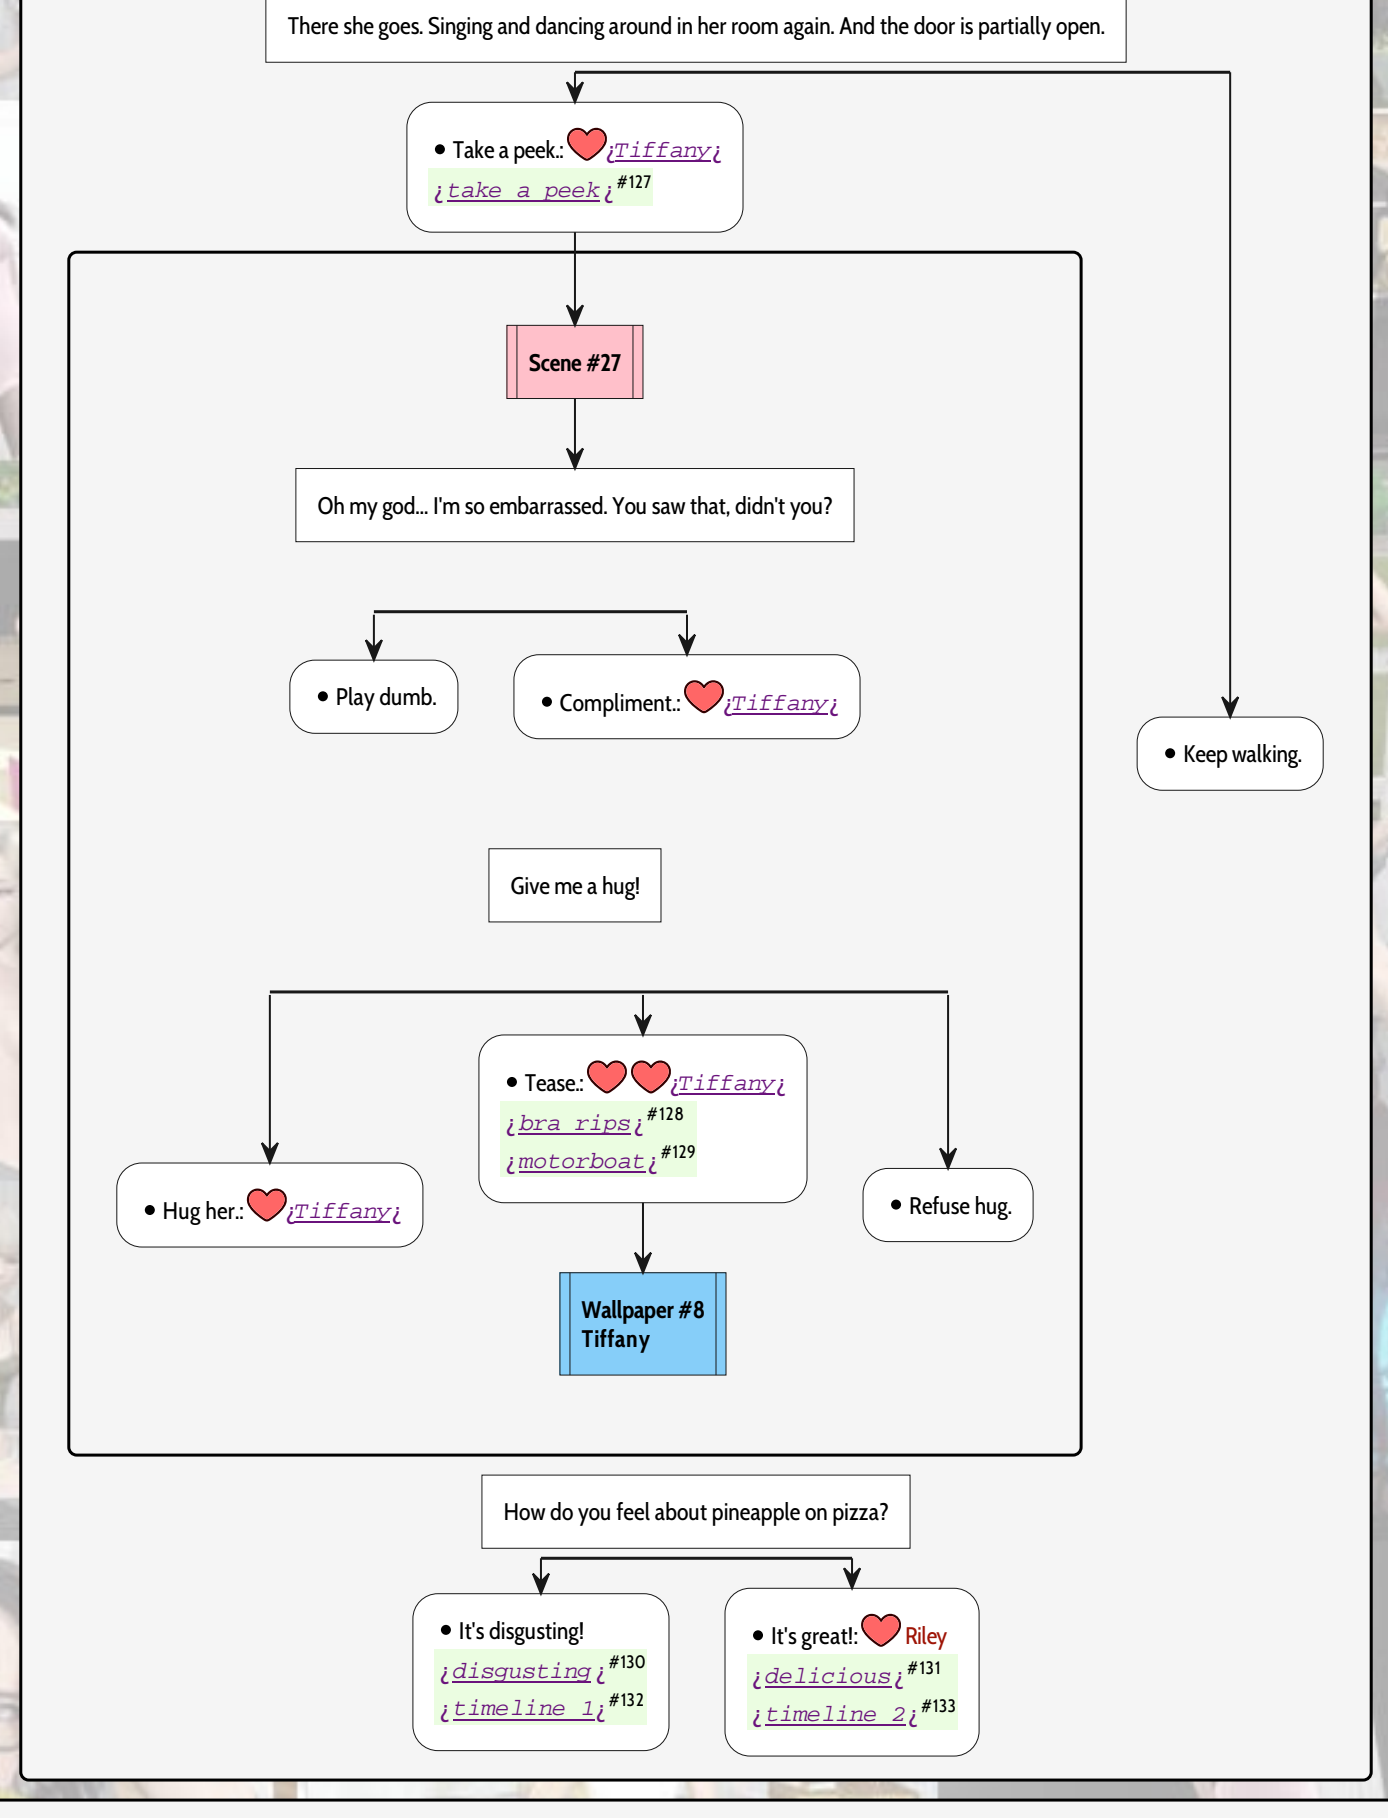 There she goes. Singing and dancing around in her room again. And the door is partially open.
• Take a peek.: ¿Tiffany¿
¿take a peek¿ #127
Scene #27
Oh my god... I'm so embarrassed. You saw that, didn't you?
• Play dumb.
• Compliment.: ¿Tiffany¿
• Keep walking.
Give me a hug!
• Tease.: ¿Tiffany¿
¿bra rips¿ #128
¿motorboat¿ #129
• Hug her.: ¿Tiffany¿
• Refuse hug.
Wallpaper #8
Tiffany
How do you feel about pineapple on pizza?
• It's disgusting!
¿disgusting¿ #130
¿timeline 1¿ #132
• It's great!: Riley
¿delicious¿ #131
¿timeline 2¿ #133